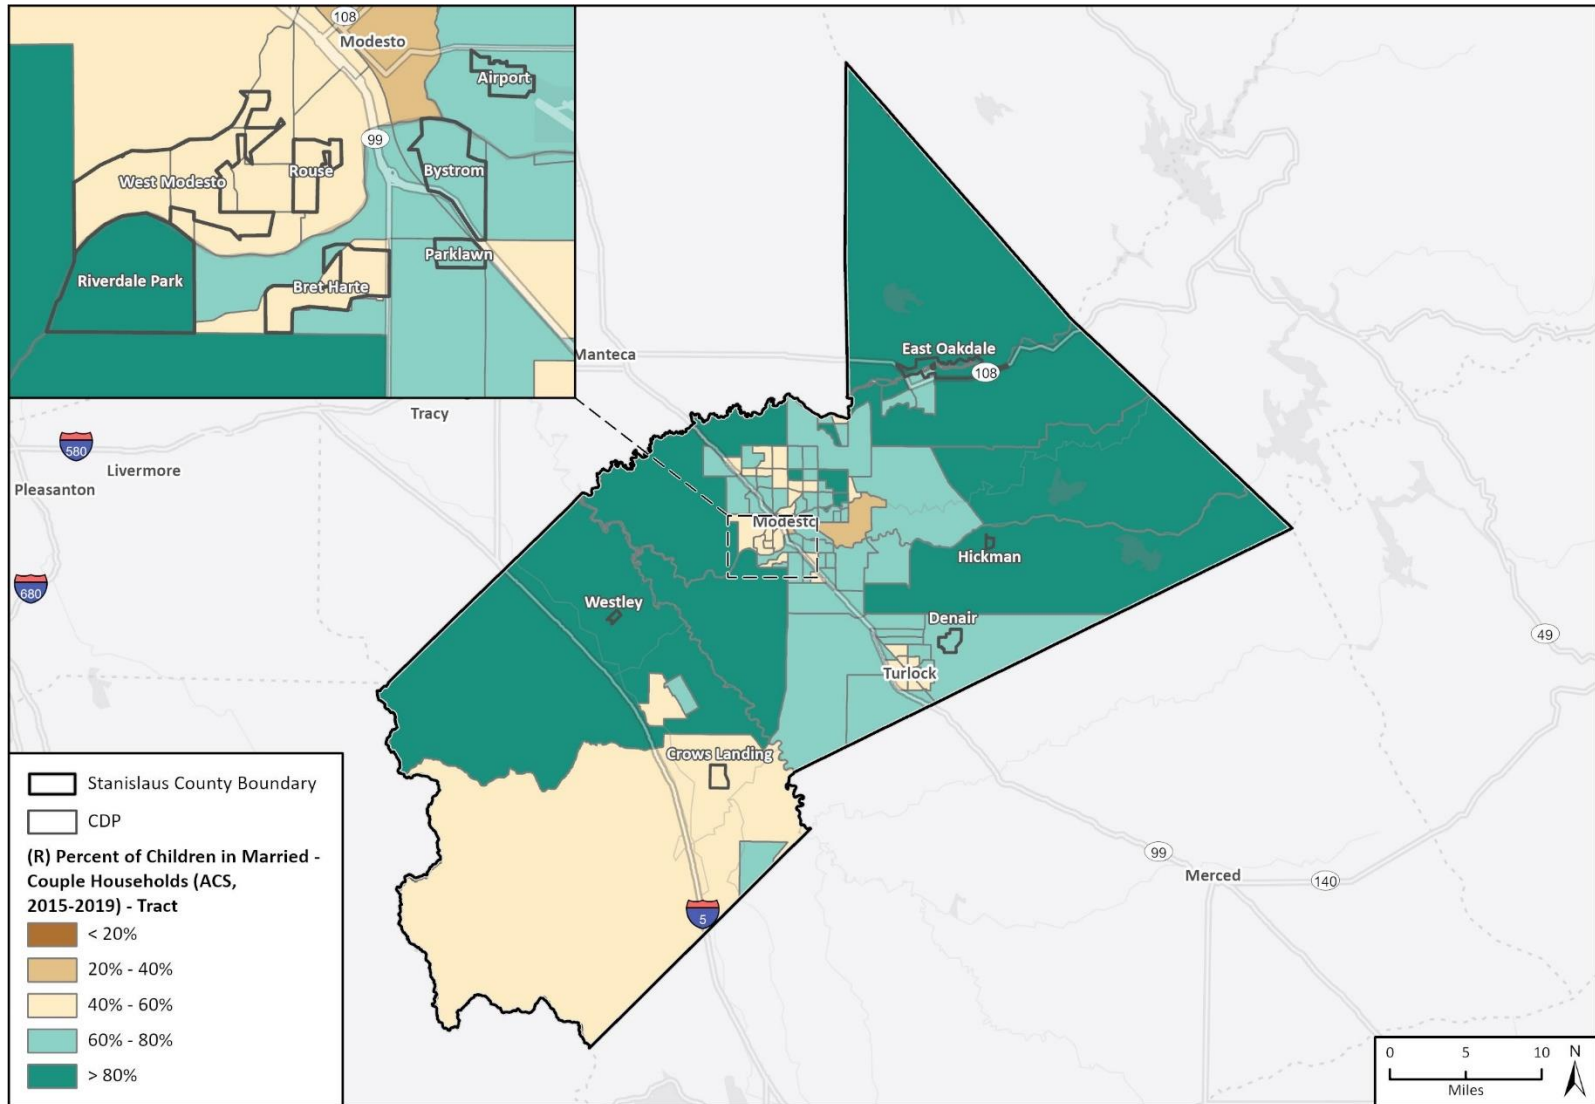 108
Modesto
Airport
99
Bystrom
Rouse
West Modesto
Parklawn
Riverdale Park
Bret Harte
Manteca
Tracy
580
Livermore
Pleasanton
680
East Oakdale
108
Modesto
Hickman
Westley
Denair
49
Turlock
Crows Landing
99
Merced
140
5
Stanislaus County Boundary
CDP
(R) Percent of Children in Married -
Couple Households (ACS,
2015-2019) - Tract
< 20%
20% - 40%
40% - 60%
60% - 80%
> 80%
0 5 10
N
Miles